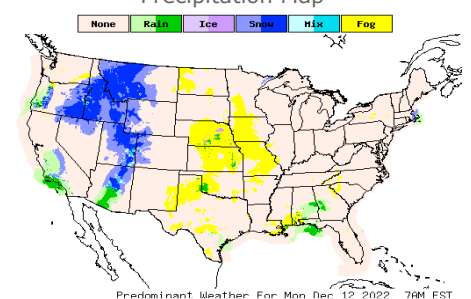 Precipitation Map
None Rain Ice Snow Mix Fog
Predominant Weather For Mon Dec 12 2022 7AM EST